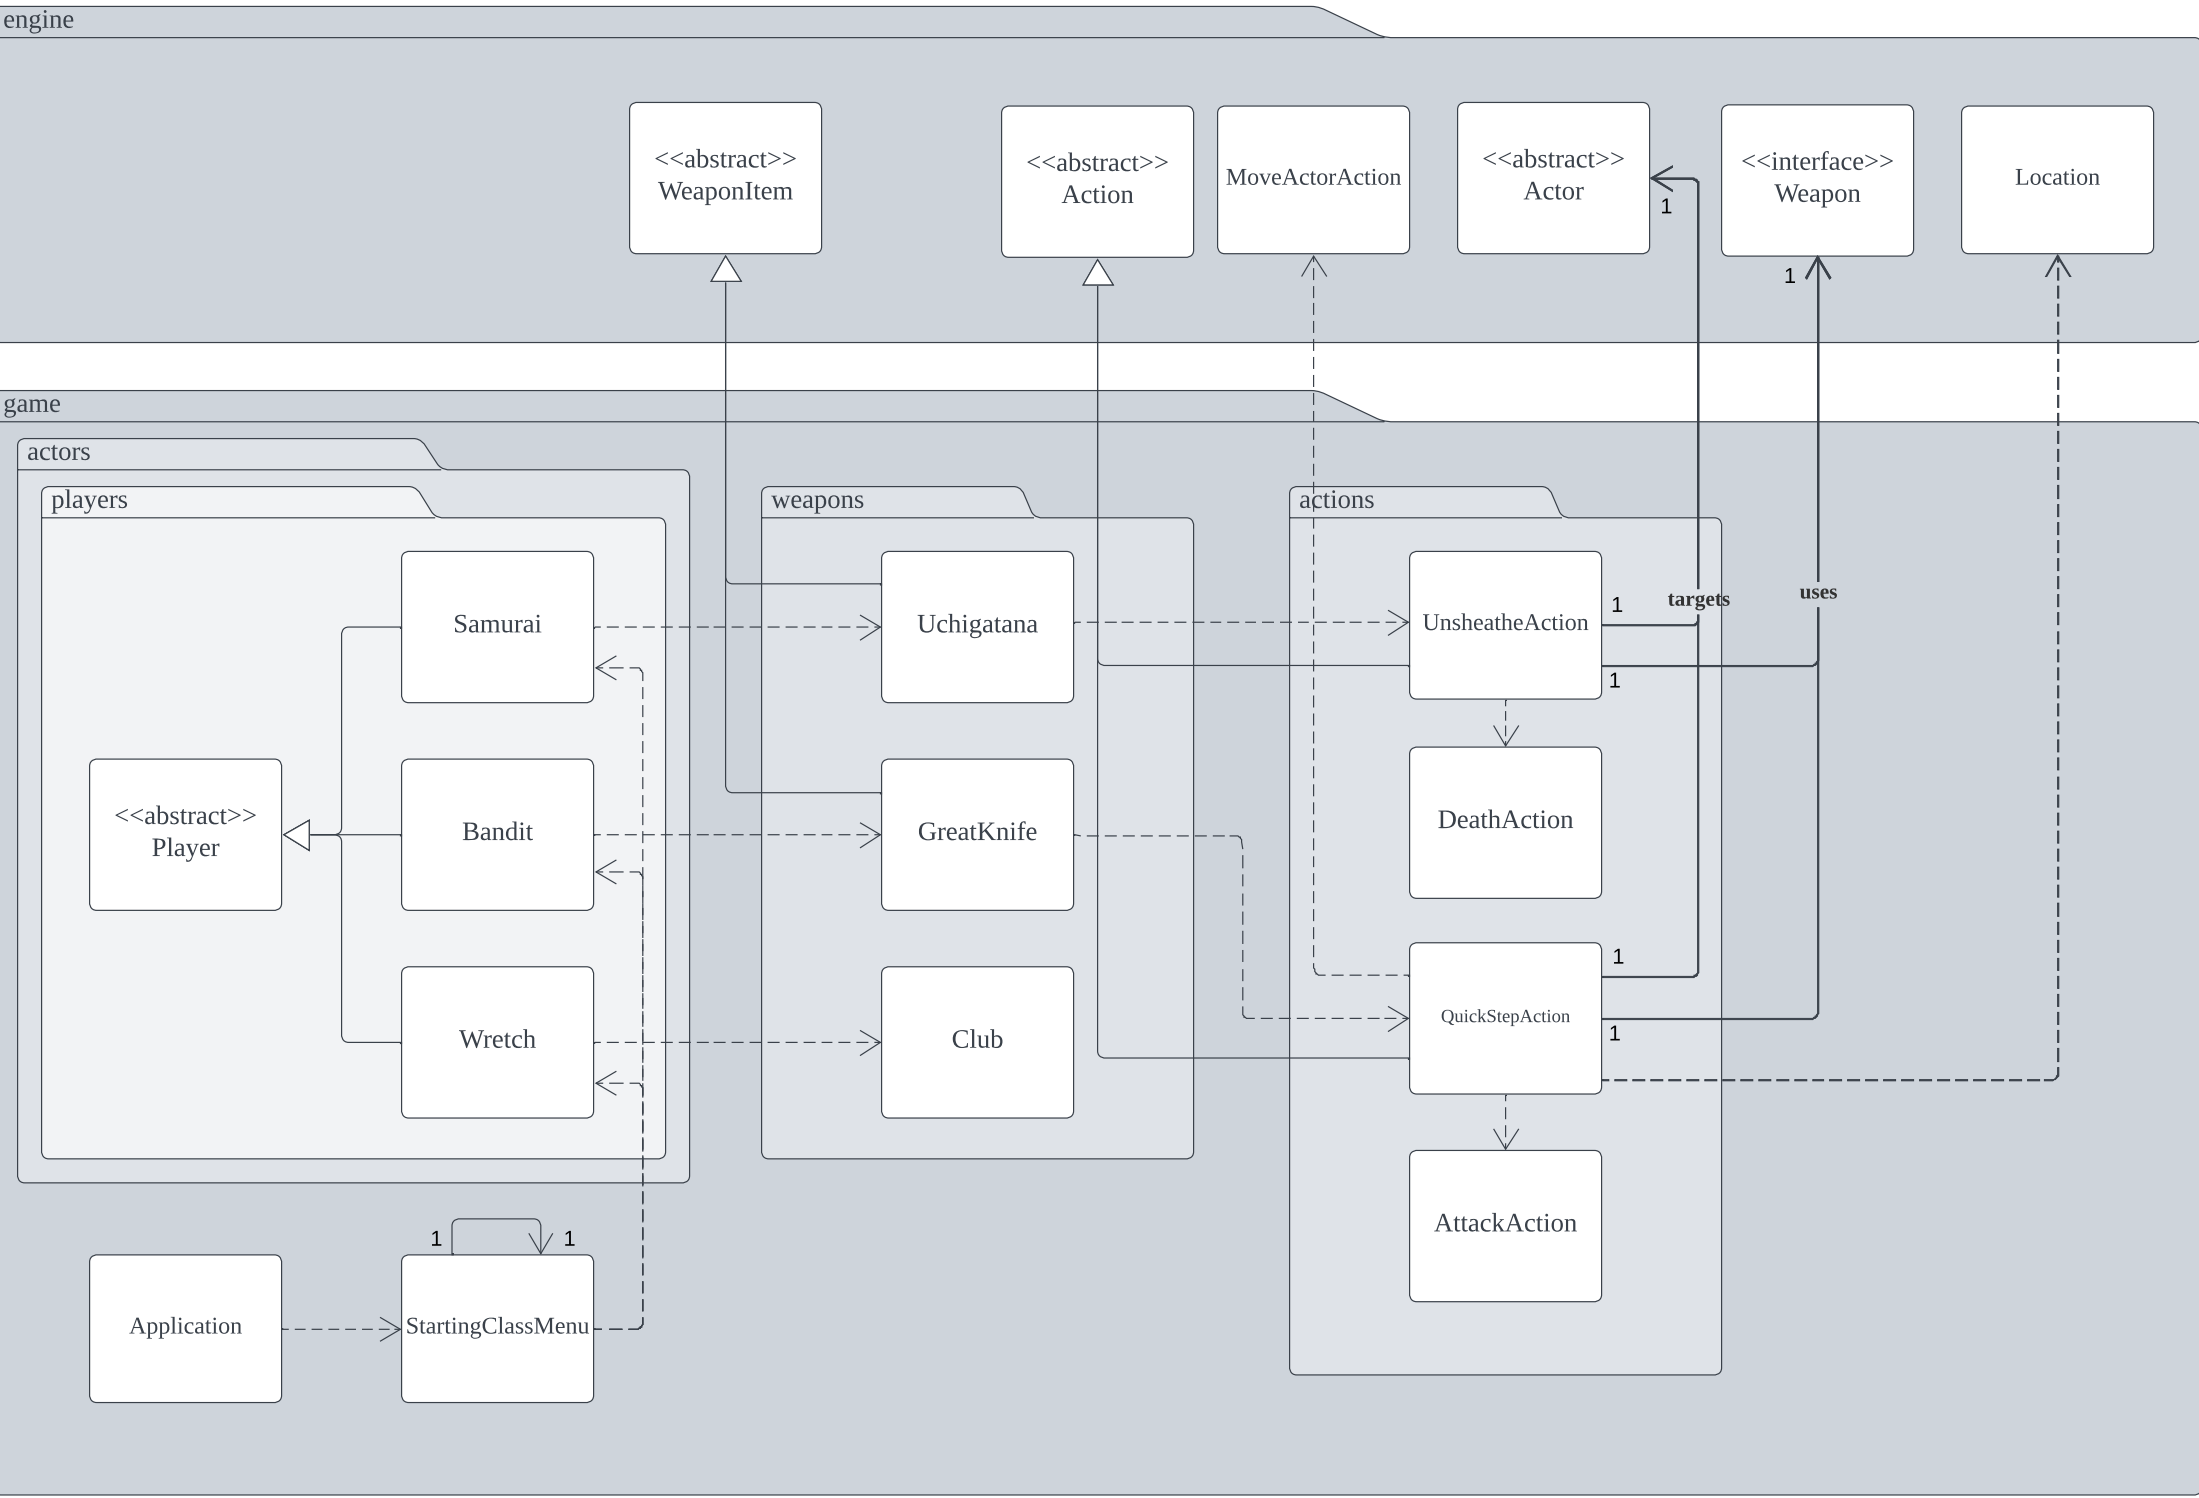 engine
<<abstract>>
WeaponItem
<<abstract>>
Action
MoveActorAction
<<abstract>>
Actor
<<interface>>
Weapon
Location
1
1
game
actors
players
weapons
actions
Samurai
Uchigatana
UnsheatheAction
1
targets
uses
1
<<abstract>>
Player
Bandit
GreatKnife
DeathAction
Wretch
Club
QuickStepAction
1
1
AttackAction
1
1
Application
StartingClassMenu